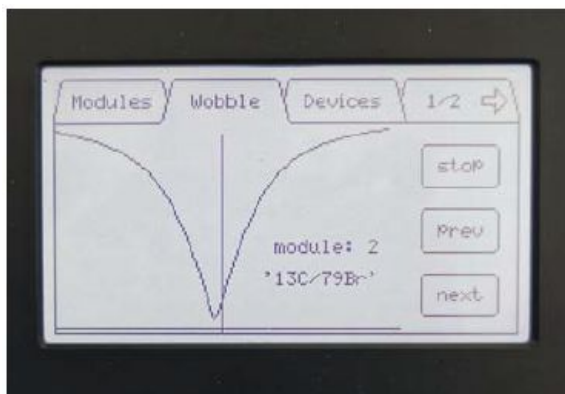 Modules Wobble Devices 1/2
stop
prev
module: 2
'13C/79Br'
next